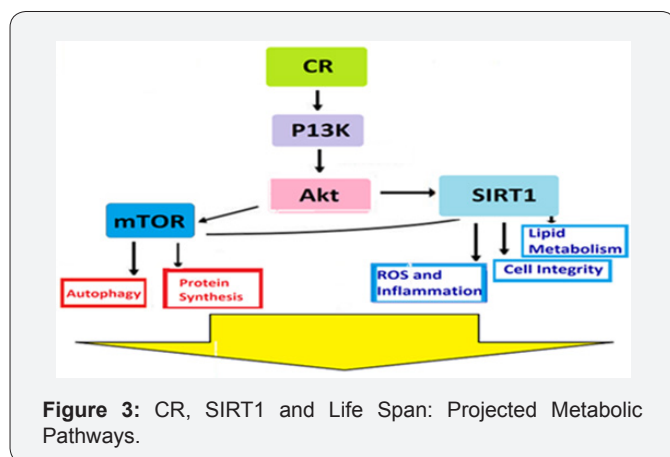 CR
P13K
Akt
SIRT1
mTOR
Lipid
Metabolism
Cell Integrity
ROS and
Inflammation
Autophagy
Protein
Synthesis
Figure 3: CR, SIRT1 and Life Span: Projected Metabolic
Pathways.